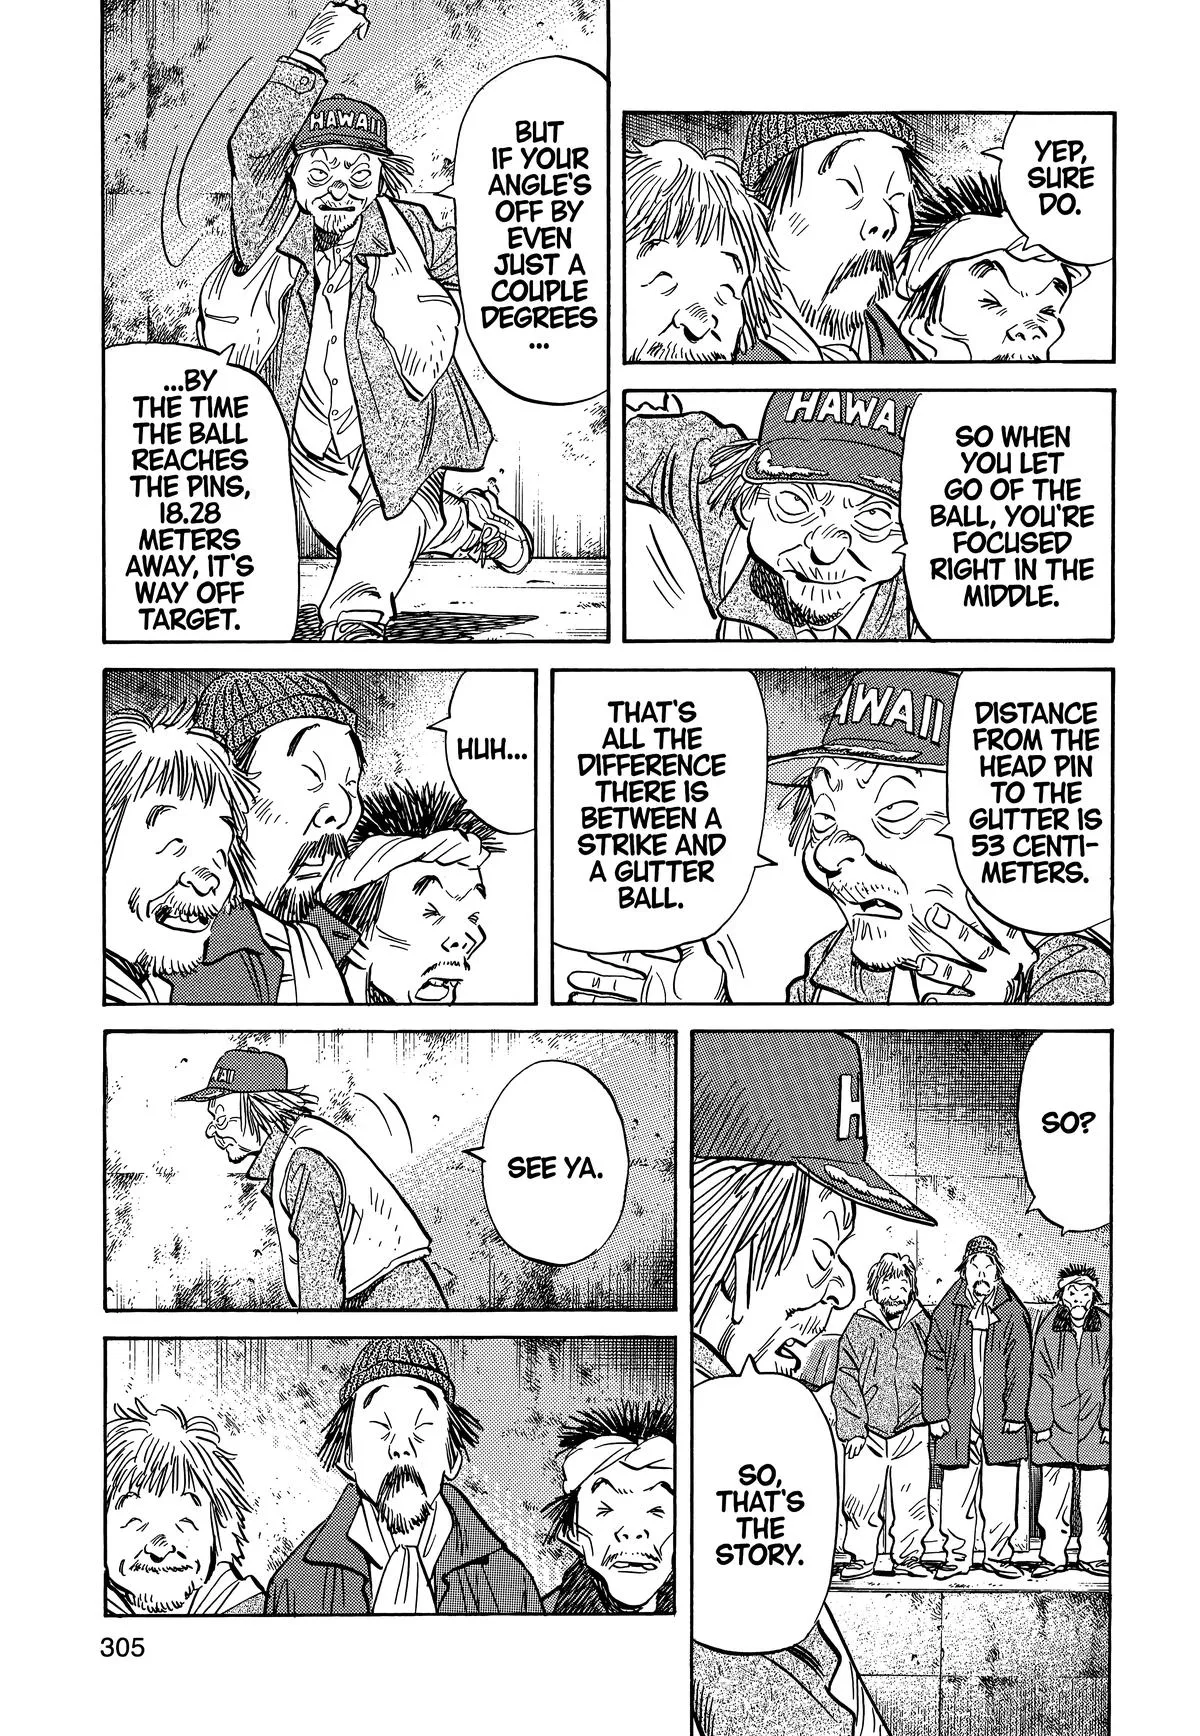 YEP,
SURE
DO.
HAWAII
SO WHEN
YOU LET
GO OF THE
BALL, YOU'RE
FOCUSED
RIGHT IN THE
MIDDLE.
BUT
IF YOUR
ANGLE'S
OFF BY
EVEN
JUST A
COUPLE
DEGREES
...
HAWAII
...BY
THE TIME
THE BALL
REACHES
THE PINS,
18.28
METERS
AWAY, IT'S
WAY OFF
TARGET.
DISTANCE
FROM THE
HEAD PIN
TO THE
GUTTER IS
53 CENTI-
METERS.
AWAII
THAT'S
ALL THE
DIFFERENCE
THERE IS
BETWEEN A
STRIKE AND
A GUTTER
BALL.
HUH...
SO?
H
SO,
THAT'S
THE
STORY.
SEE YA.
WAII
305